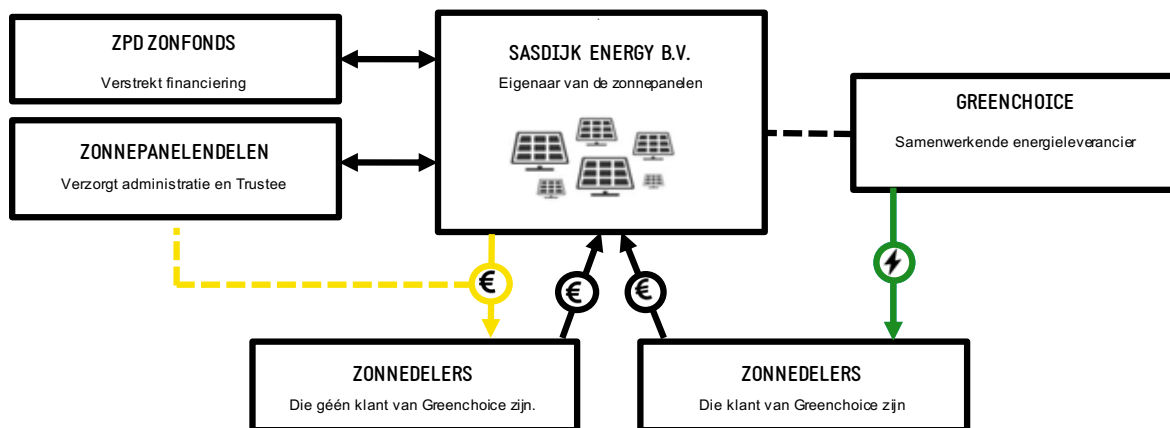 ZPD ZONFONDS
Verstrekt financiering
ZONNEPANELENDELEN
Verzorgt administratie en Trustee
SASDIJK ENERGY B.V.
Eigenaar van de zonnepanelen
GREENCHOICE
Samenwerkende energieleverancier
€
€
€
ZONNEDELERS
Die géén klant van Greenchoice zijn.
ZONNEDELERS
Die klant van Greenchoice zijn